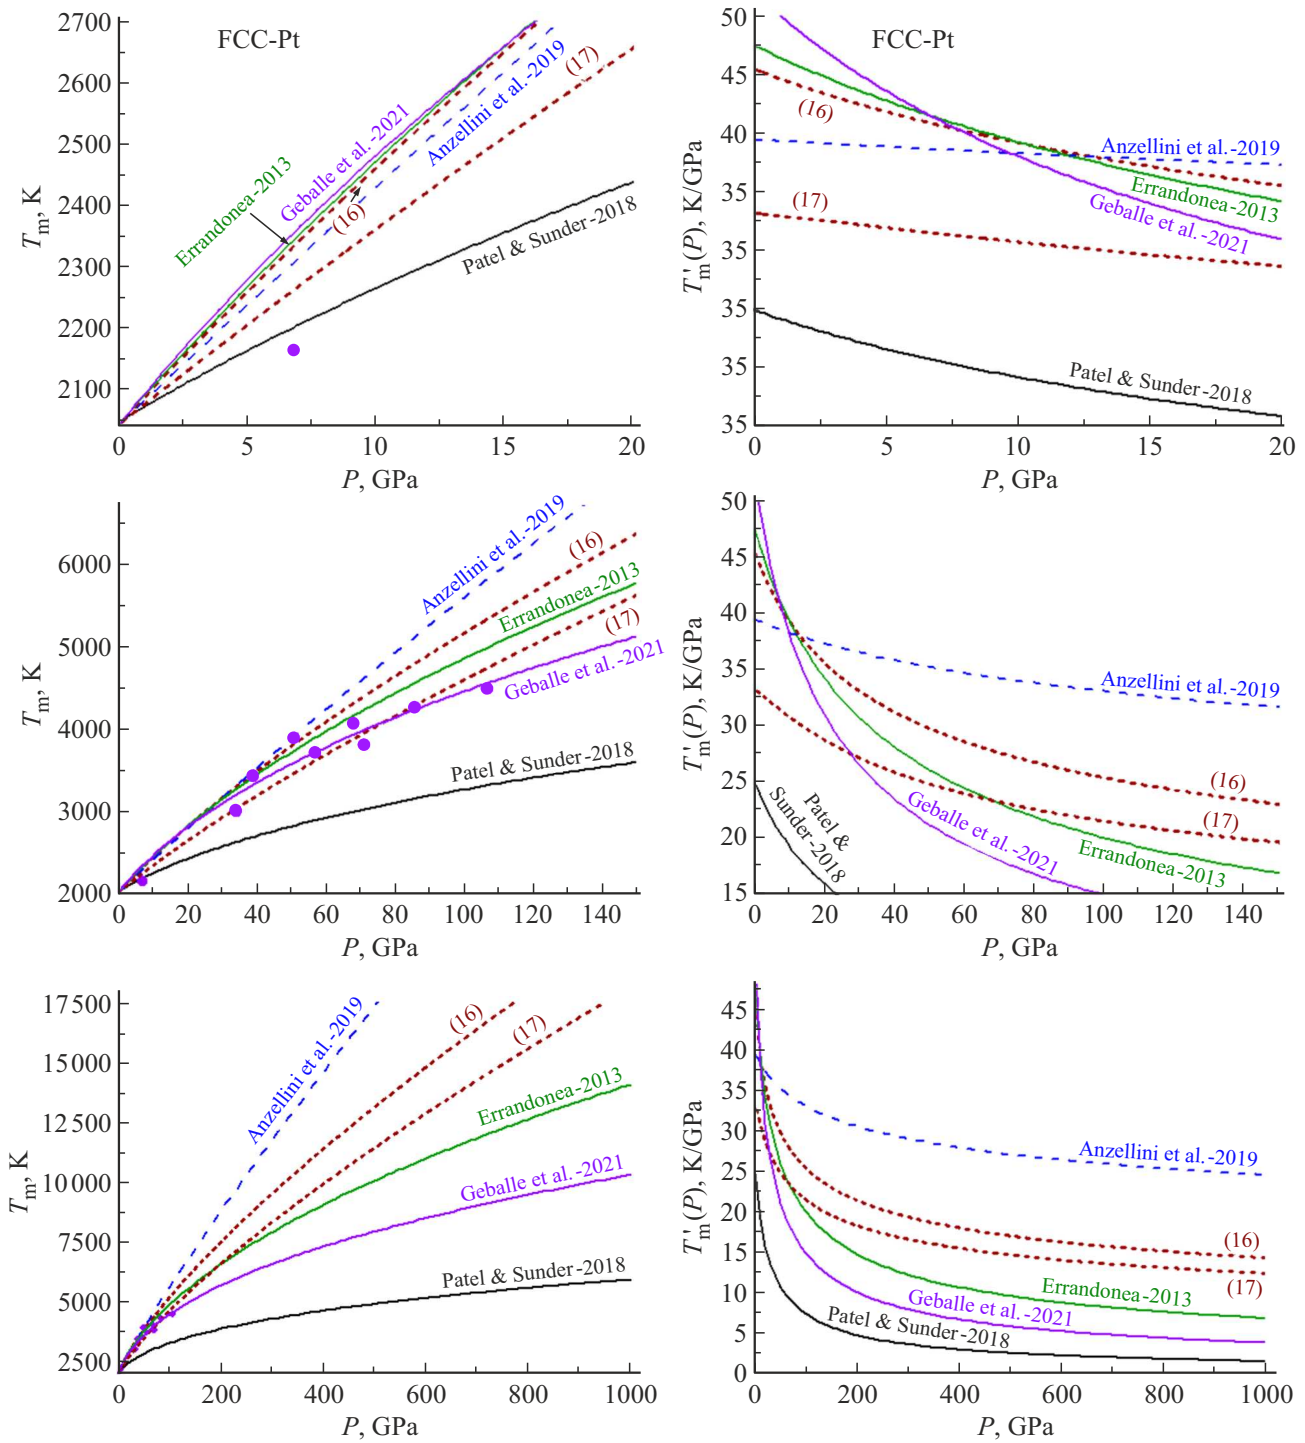 FCC-Pt
2700
2600
2500
2400
2300
2200
2100
T_m, K
Errandonea-2013
Geballe et al.-2021
(16)
Anzellini et al.-2019
(17)
Patel & Sunder-2018
0 5 10 15 20
P, GPa
FCC-Pt
50
45
40
35
35
35
35
35
T'_m(P), K/GPa
(16)
Anzellini et al.-2019
Errandonea-2013
Geballe et al.-2021
(17)
Patel & Sunder-2018
0 5 10 15 20
P, GPa
6000
5000
4000
3000
2000
T_m, K
Anzellini et al.-2019
(16)
Errandonea-2013
(17)
Geballe et al.-2021
Patel & Sunder-2018
0 20 40 60 80 100 120 140
P, GPa
50
45
40
35
30
25
20
15
T'_m(P), K/GPa
Anzellini et al.-2019
(16)
(17)
Patel &
Sunder-2018
Geballe et al.-2021
Errandonea-2013
0 20 40 60 80 100 120 140
P, GPa
17500
15000
12500
10000
7500
5000
2500
T_m, K
Anzellini et al.-2019
(16)
(17)
Errandonea-2013
Geballe et al.-2021
Patel & Sunder-2018
0 200 400 600 800 1000
P, GPa
45
40
35
30
25
20
15
10
5
0
T'_m(P), K/GPa
Anzellini et al.-2019
(16)
(17)
Errandonea-2013
Geballe et al.-2021
Patel & Sunder-2018
0 200 400 600 800 1000
P, GPa